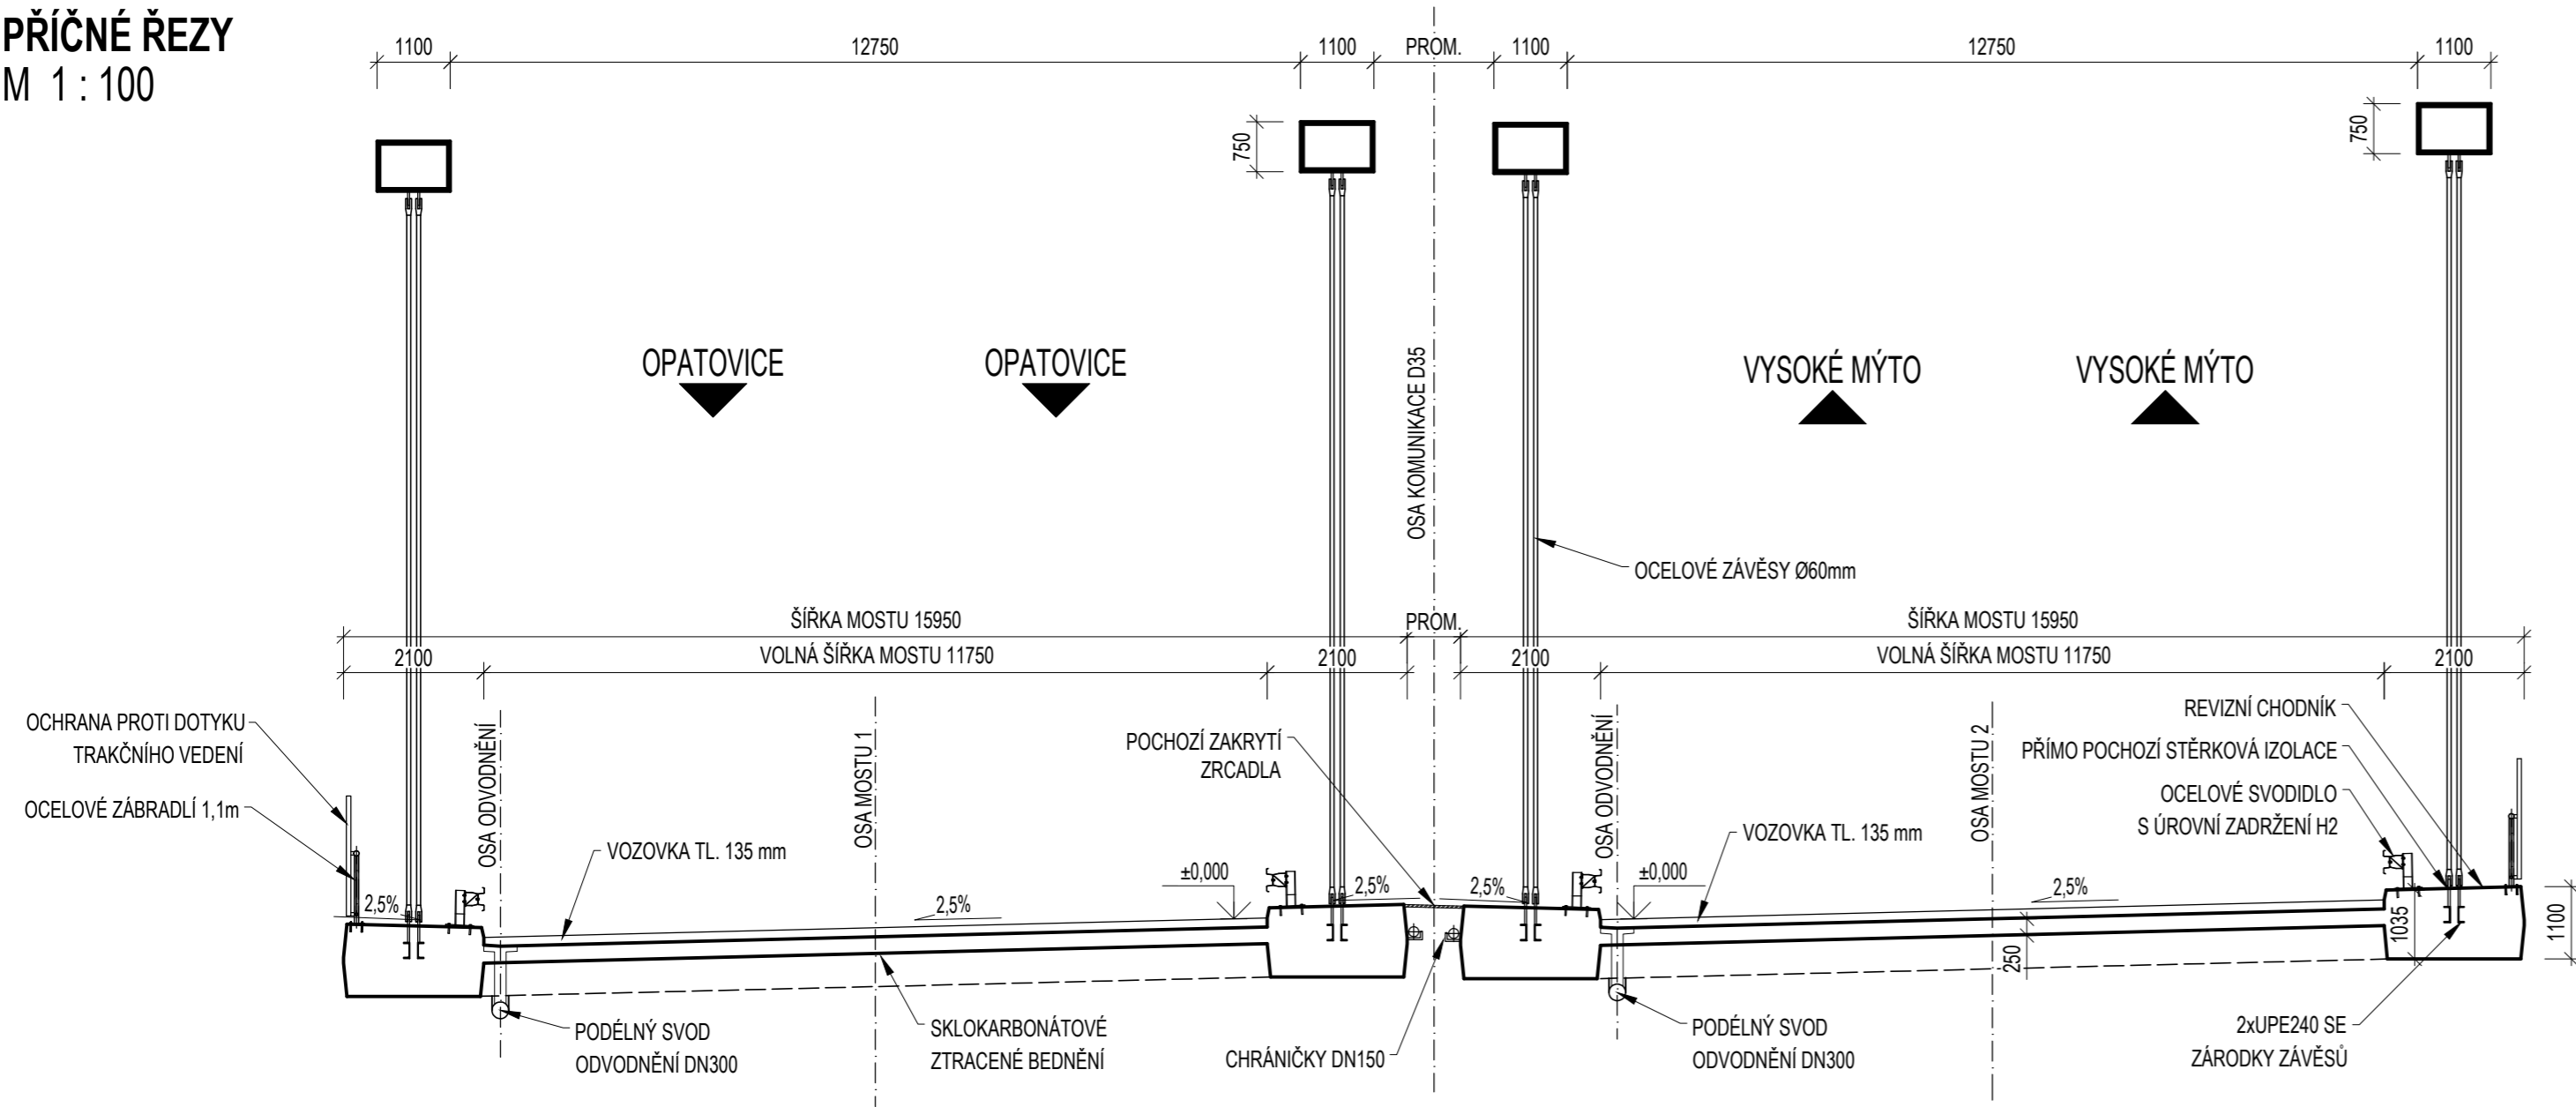 PŘÍČNÉ ŘEZY
M 1 : 100
1100
12750
1100
PROM.
1100
12750
1100
750
750
OPATOVICE
OPATOVICE
VYSOKÉ MÝTO
VYSOKÉ MÝTO
OSA KOMUNIKACE D35
OCELOVÉ ZÁVĚSY Ø60mm
ŠÍŘKA MOSTU 15950
PROM.
ŠÍŘKA MOSTU 15950
2100
VOLNÁ ŠÍŘKA MOSTU 11750
2100
2100
VOLNÁ ŠÍŘKA MOSTU 11750
2100
OCHRANA PROTI DOTYKU
TRAKČNÍHO VEDENÍ
OCELOVÉ ZÁBRADLÍ 1,1m
OSA ODVODNĚNÍ
OSA MOSTU 1
POCHOZÍ ZAKRYTÍ
ZRCADLA
OSA ODVODNĚNÍ
OSA MOSTU 2
REVIZNÍ CHODNÍK
PŘÍMO POCHOZÍ STĚRKOVÁ IZOLACE
OCELOVÉ SVODIDLO
S ÚROVNÍ ZADRŽENÍ H2
VOZOVKA TL. 135 mm
VOZOVKA TL. 135 mm
±0,000
±0,000
2,5%
2,5%
2,5%
2,5%
2,5%
1035
1100
250
PODÉLNÝ SVOD
ODVODNĚNÍ DN300
SKLOKARBONÁTOVÉ
ZTRACENÉ BEDNĚNÍ
CHRÁNIČKY DN150
PODÉLNÝ SVOD
ODVODNĚNÍ DN300
2xUPE240 SE
ZÁRODKY ZÁVĚSŮ